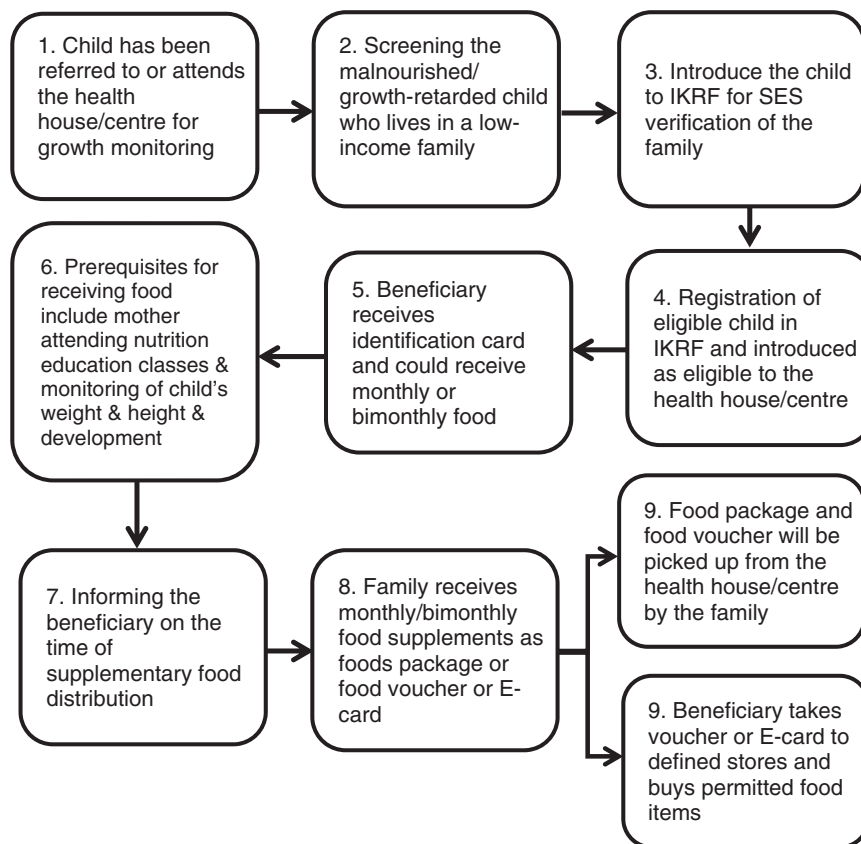 1. Child has been
referred to or attends
the health
house/centre for
growth monitoring
2. Screening the
malnourished/
growth-retarded child
who lives in a low-
income family
3. Introduce the child
to IKRF for SES
verification of the
family
4. Registration of
eligible child in
IKRF and introduced
as eligible to the
health house/centre
5. Beneficiary
receives
identification card
and could receive
monthly or
bimonthly food
6. Prerequisites for
receiving food
include mother
attending nutrition
education classes &
monitoring of child’s
weight & height &
development
7. Informing the
beneficiary on the
time of
supplementary food
distribution
8. Family receives
monthly/bimonthly
food supplements as
foods package or
food voucher or E-
card
9. Food package and
food voucher will be
picked up from the
health house/centre
by the family
9. Beneficiary takes
voucher or E-card to
defined stores and
buys permitted food
items